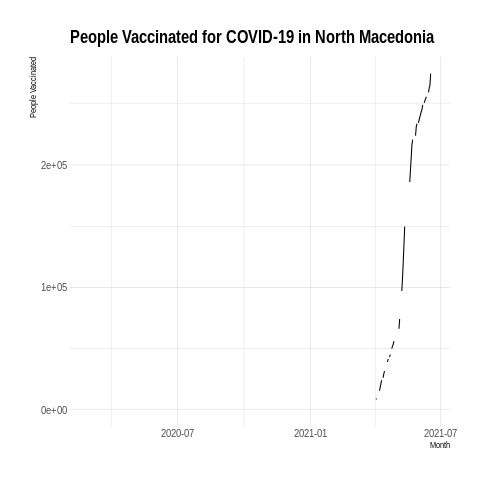 People Vaccinated for COVID-19 in North Macedonia
People Vaccinated
2e+05
1e+05
0e+00
2020-07
2021-01
2021-07
Month